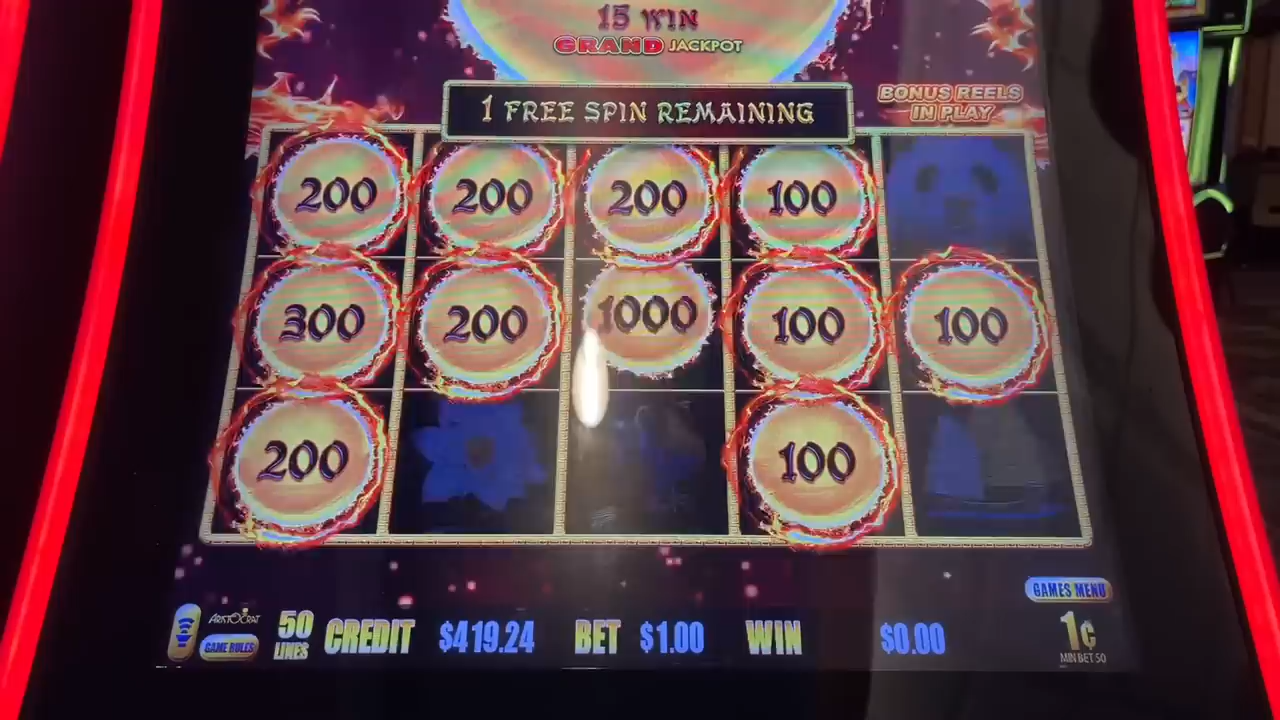 15 WIN
GRAND JACKPOT
1 FREE SPIN REMAINING
BONUS REELS
IN PLAY
200 200 200 100
300 200 1000 100 100
200 100
GAMES MENU
ARISTOCRAT
GAME RULES
50
LINES
CREDIT $419.24 BET $1.00 WIN $0.00
1¢
MIN BET 50